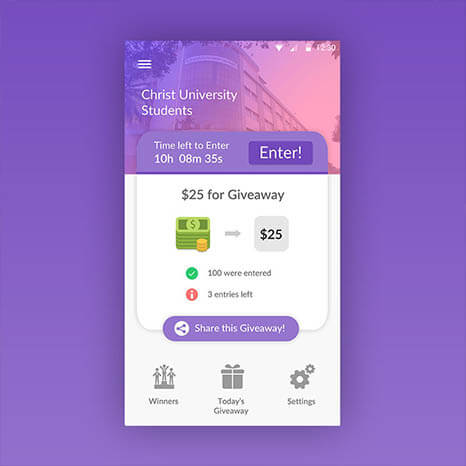 12:30
Christ University
Students
Time left to Enter
10h 08m 35s
Enter!
$25 for Giveaway
$
$25
100 were entered
3 entries left
Share this Giveaway!
Winners
Today's
Giveaway
Settings